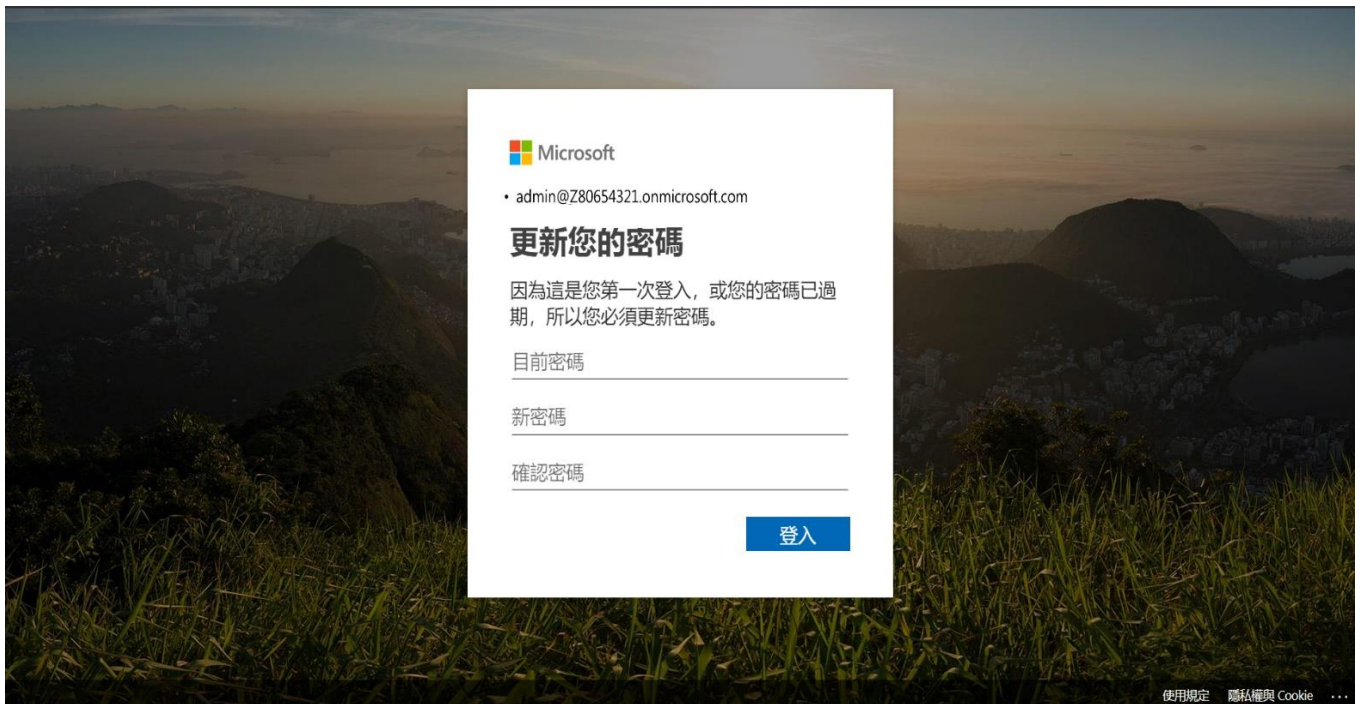 Microsoft
• admin@Z80654321.onmicrosoft.com
更新您的密碼
因為這是您第一次登入，或您的密碼已過
期，所以您必須更新密碼。
目前密碼
新密碼
確認密碼
登入
使用規定 隱私權與 Cookie ...